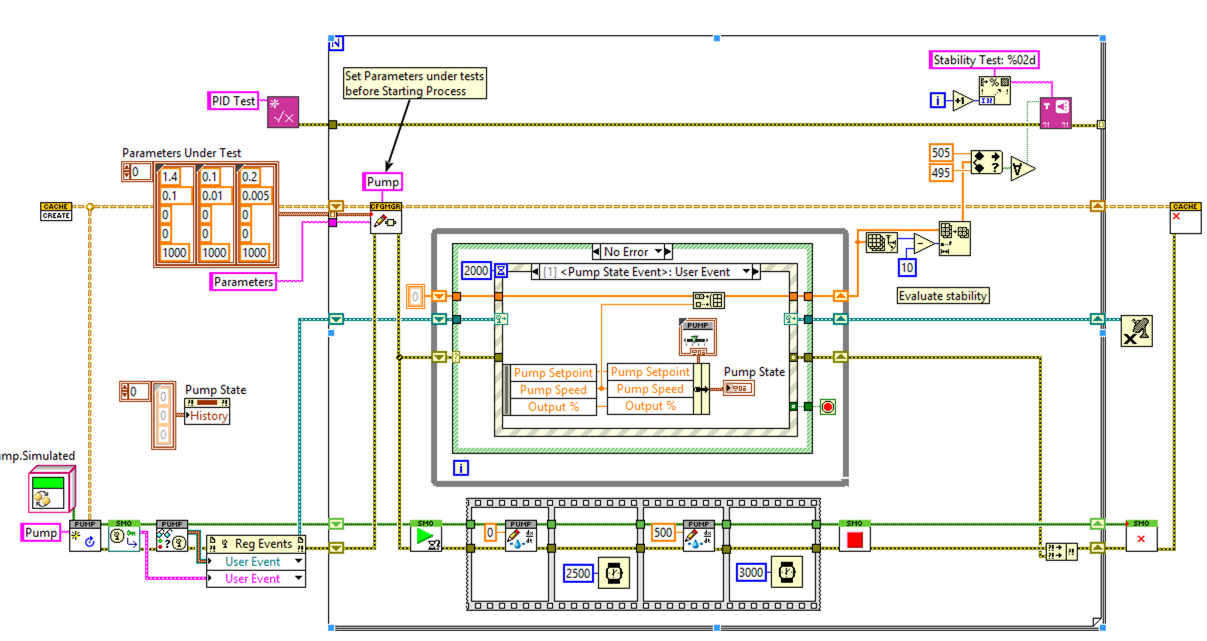 N
Stability Test: %02d
Set Parameters under tests
before Starting Process
i
+1
PID Test
T
505
495
Parameters Under Test
0
1.4
0.1
0.2
0.1
0.01
0.005
0
0
0
0
0
0
1000
1000
1000
Pump
CACHE
CREATE
CFGMGR
CACHE
No Error
2000
[1] <Pump State Event>: User Event
10
Parameters
0
Evaluate stability
PUMP
Pump State
Pump Setpoint
Pump Setpoint
Pump Speed
Pump Speed
Output %
Output %
0
Pump State
History
0
0
0
i
mp.Simulated
Pump
PUMP
SMO
PUMP
Reg Events
User Event
User Event
SMO
0
PUMP
dx
dt
500
PUMP
dx
dt
SMO
SMO
2500
3000